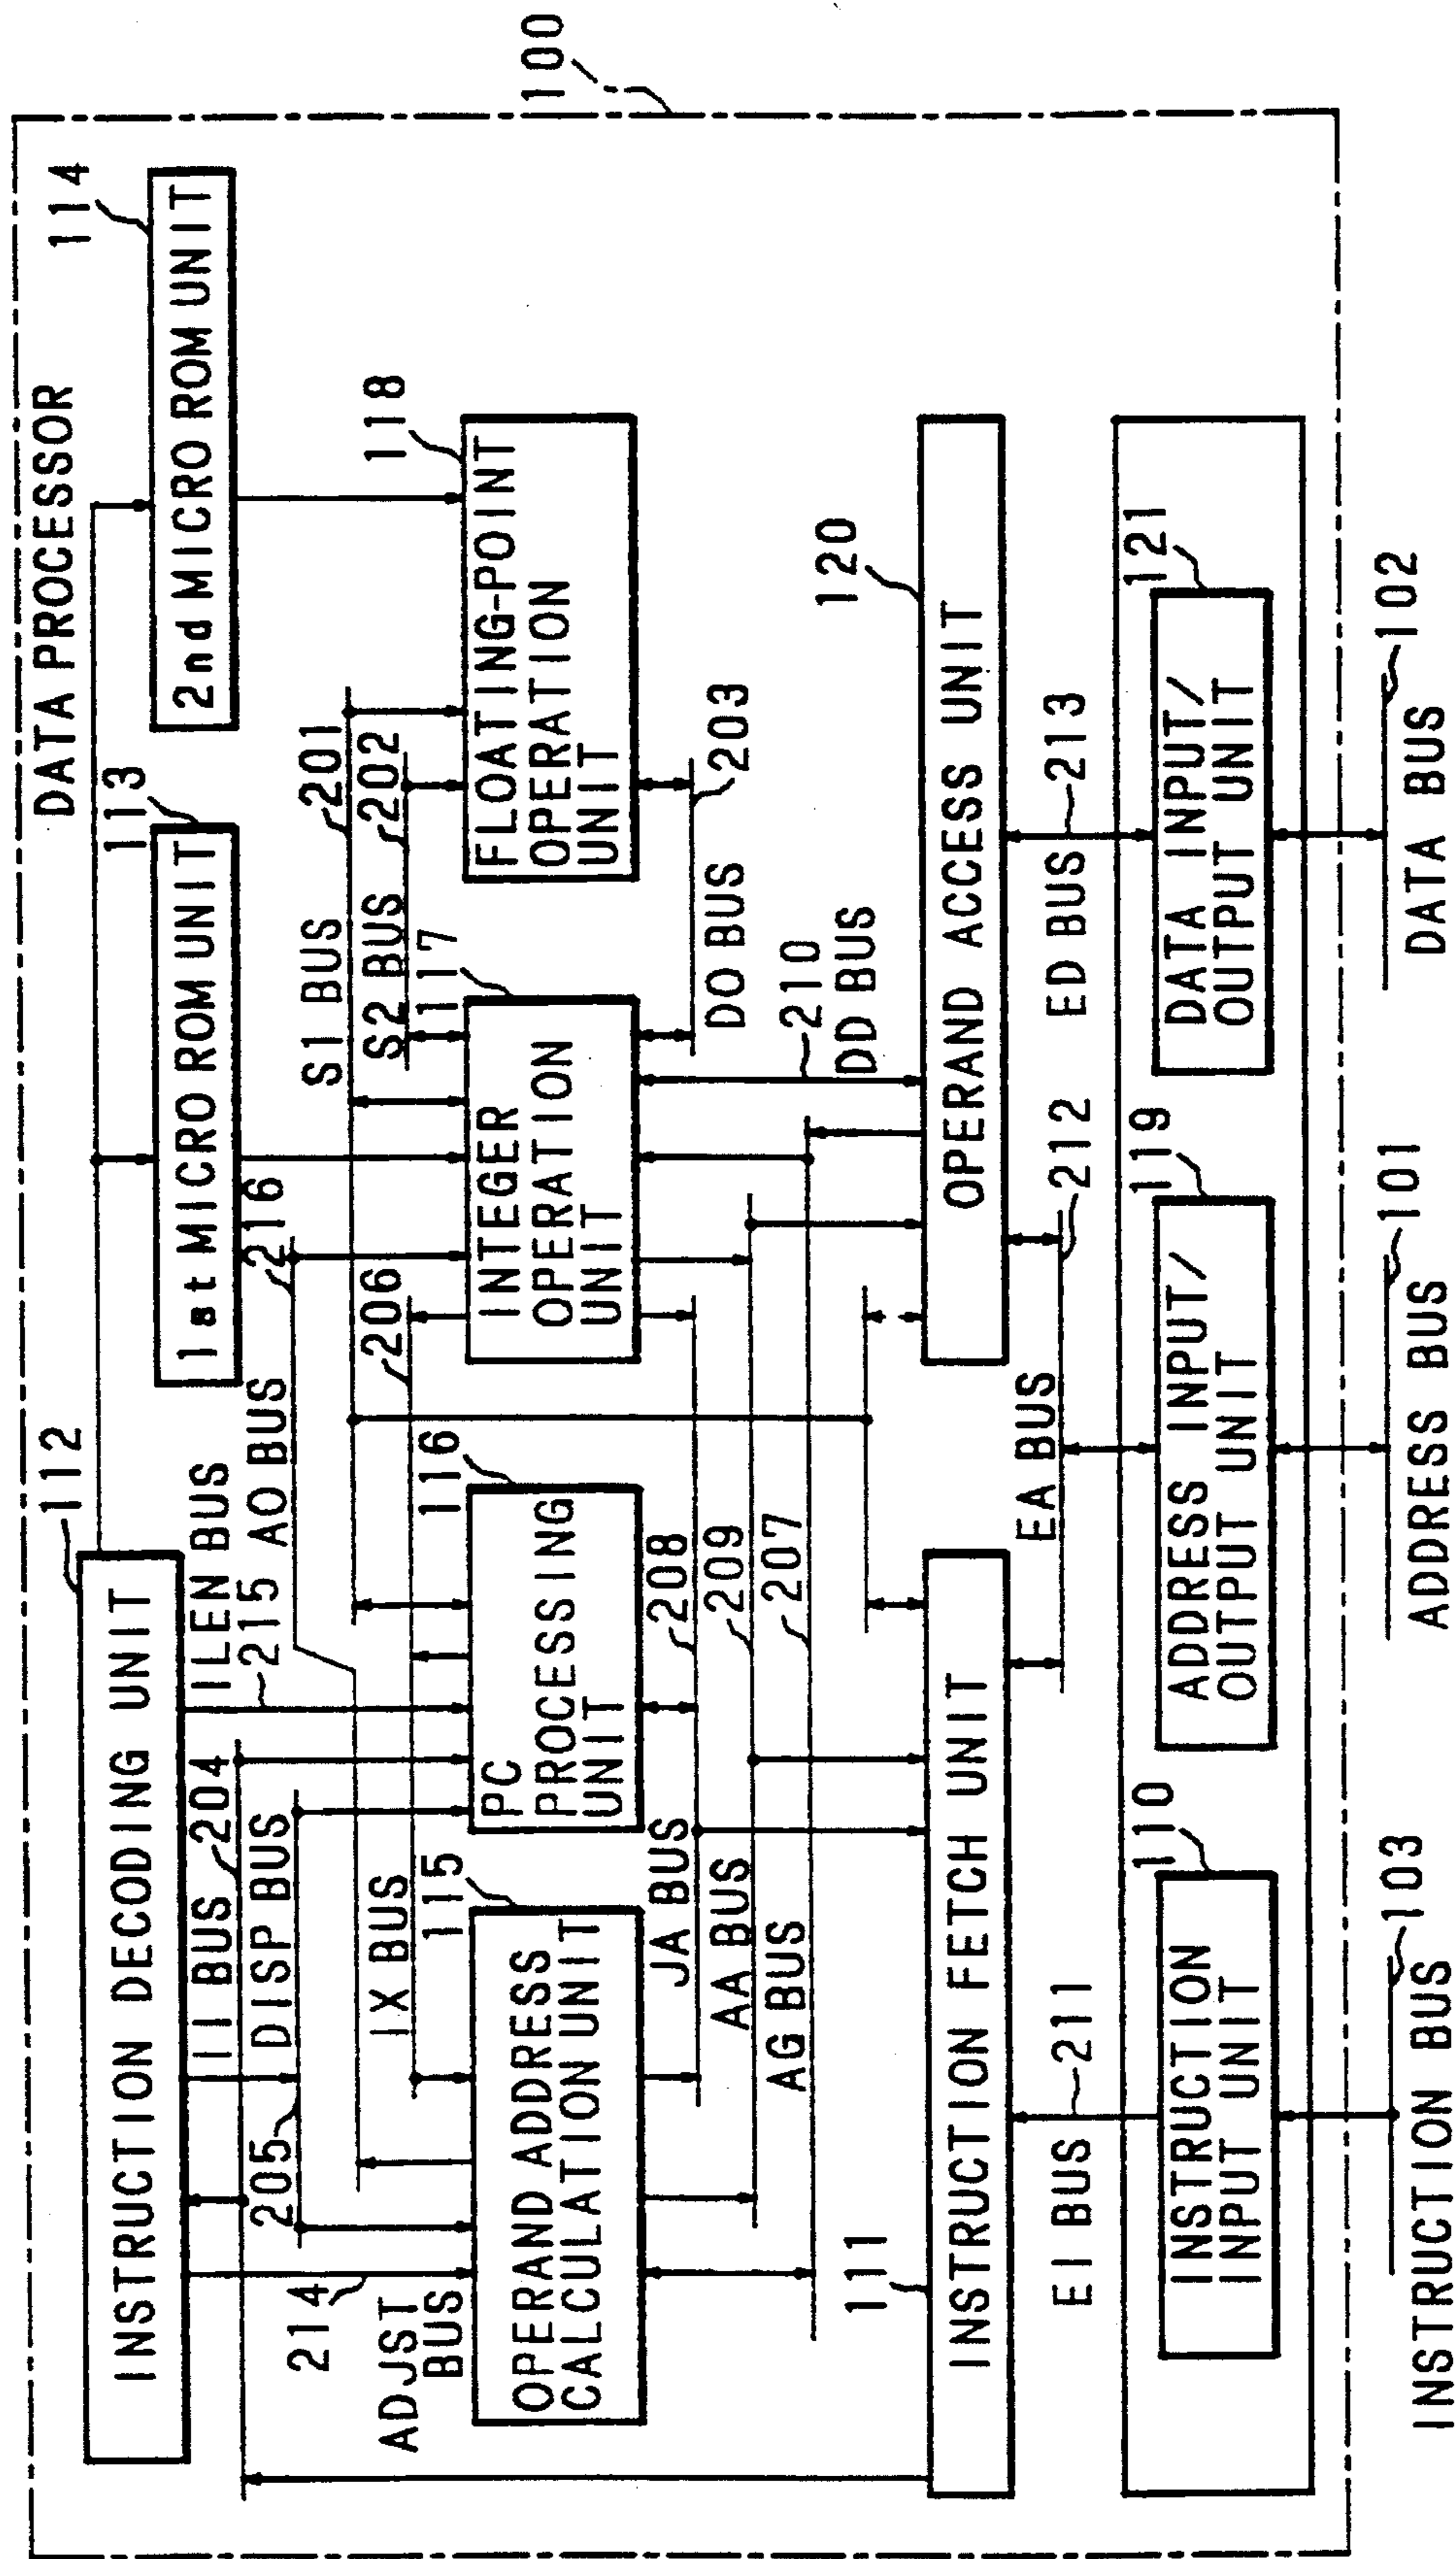 DATA PROCESSOR
100
112
INSTRUCTION DECODING UNIT
113
1st MICRO ROM UNIT
114
2nd MICRO ROM UNIT
II BUS 204
ILEN BUS
215
AO BUS
216
205
DISP BUS
214
ADJST
BUS
IX BUS
206
S1 BUS
201
S2 BUS
202
115
OPERAND ADDRESS
CALCULATION UNIT
116
PC
PROCESSING
UNIT
117
INTEGER
OPERATION
UNIT
118
FLOATING-POINT
OPERATION
UNIT
JA BUS
208
AA BUS
209
AG BUS
207
DO BUS
203
210
DD BUS
111
INSTRUCTION FETCH UNIT
120
OPERAND ACCESS UNIT
EI BUS
211
EA BUS
212
ED BUS
213
110
INSTRUCTION
INPUT UNIT
119
ADDRESS INPUT/
OUTPUT UNIT
121
DATA INPUT/
OUTPUT UNIT
103
INSTRUCTION BUS
101
ADDRESS BUS
102
DATA BUS